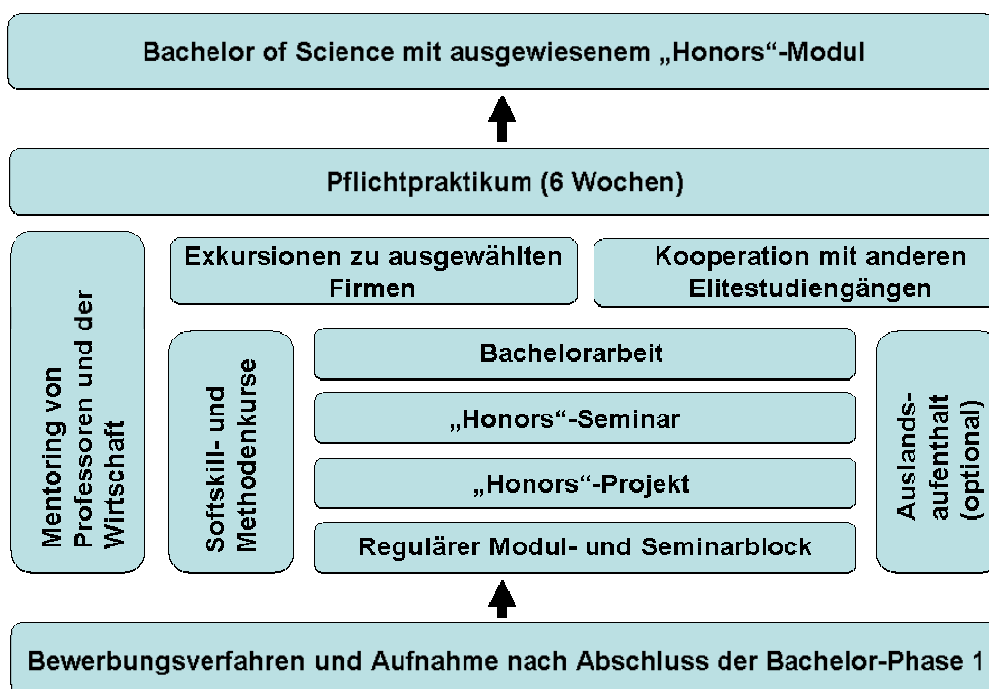 Bachelor of Science mit ausgewiesenem „Honors“-Modul
Pflichtpraktikum (6 Wochen)
Mentoring von
Professoren und der
Wirtschaft
Exkursionen zu ausgewählten
Firmen
Kooperation mit anderen
Elitestudiengängen
Softskill- und
Methodenkurse
Bachelorarbeit
„Honors“-Seminar
„Honors“-Projekt
Regulärer Modul- und Seminarblock
Auslands-
aufenthalt
(optional)
Bewerbungsverfahren und Aufnahme nach Abschluss der Bachelor-Phase 1